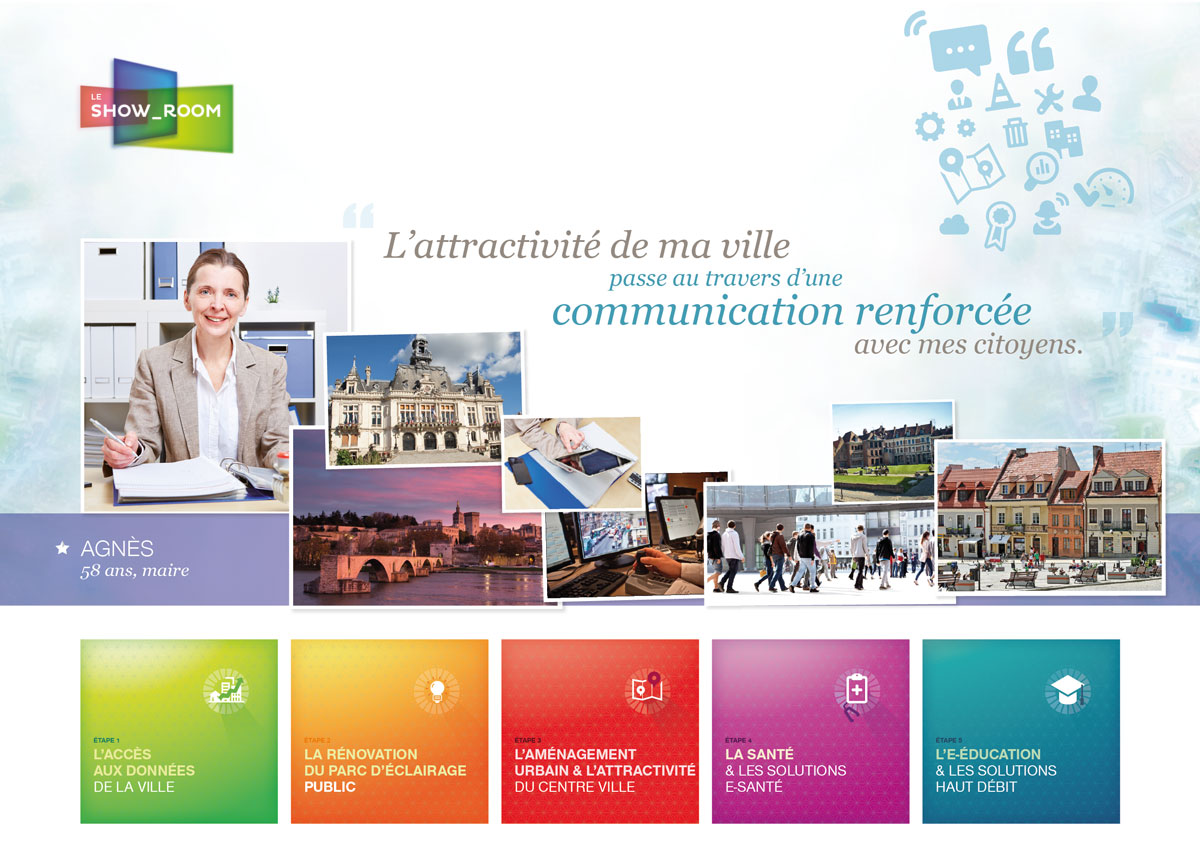 LE
SHOW_ROOM
“ L’attractivité de ma ville
passe au travers d’une
communication renforcée
avec mes citoyens. ”
AGNÈS
58 ans, maire
ÉTAPE 1
L’ACCÈS
AUX DONNÉES
DE LA VILLE
ÉTAPE 2
LA RÉNOVATION
DU PARC D’ÉCLAIRAGE
PUBLIC
ÉTAPE 3
L’AMÉNAGEMENT
URBAIN & L’ATTRACTIVITÉ
DU CENTRE VILLE
ÉTAPE 4
LA SANTÉ
& LES SOLUTIONS
E-SANTÉ
ÉTAPE 5
L’E-ÉDUCATION
& LES SOLUTIONS
HAUT DÉBIT